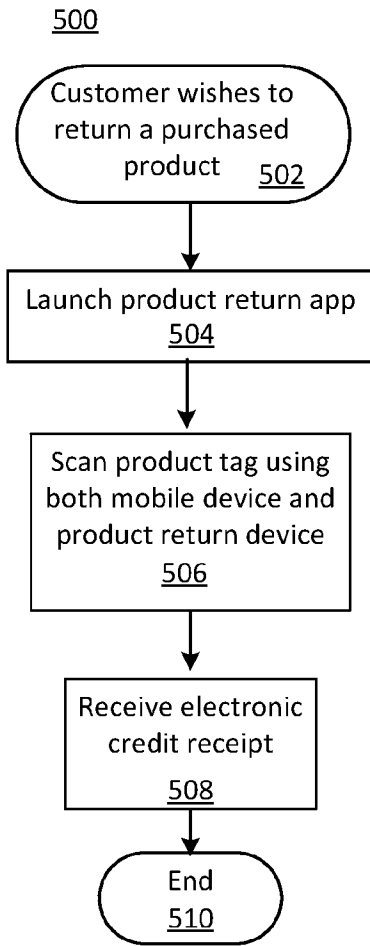 500
Customer wishes to
return a purchased
product 502
Launch product return app
504
Scan product tag using
both mobile device and
product return device
506
Receive electronic
credit receipt
508
End
510